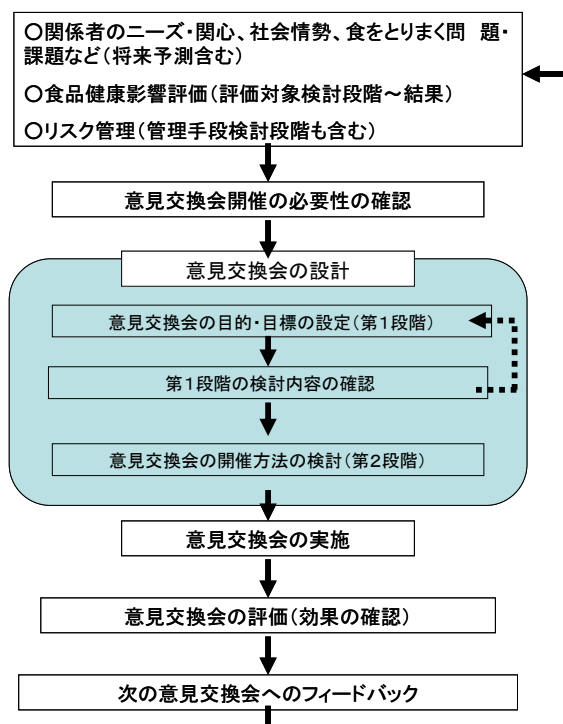 ○関係者のニーズ・関心、社会情勢、食をとりまく問　題・
課題など（将来予測含む）
○食品健康影響評価（評価対象検討段階～結果）
○リスク管理（管理手段検討段階も含む）
意見交換会開催の必要性の確認
意見交換会の設計
意見交換会の目的・目標の設定（第１段階）
第１段階の検討内容の確認
意見交換会の開催方法の検討（第２段階）
意見交換会の実施
意見交換会の評価（効果の確認）
次の意見交換会へのフィードバック